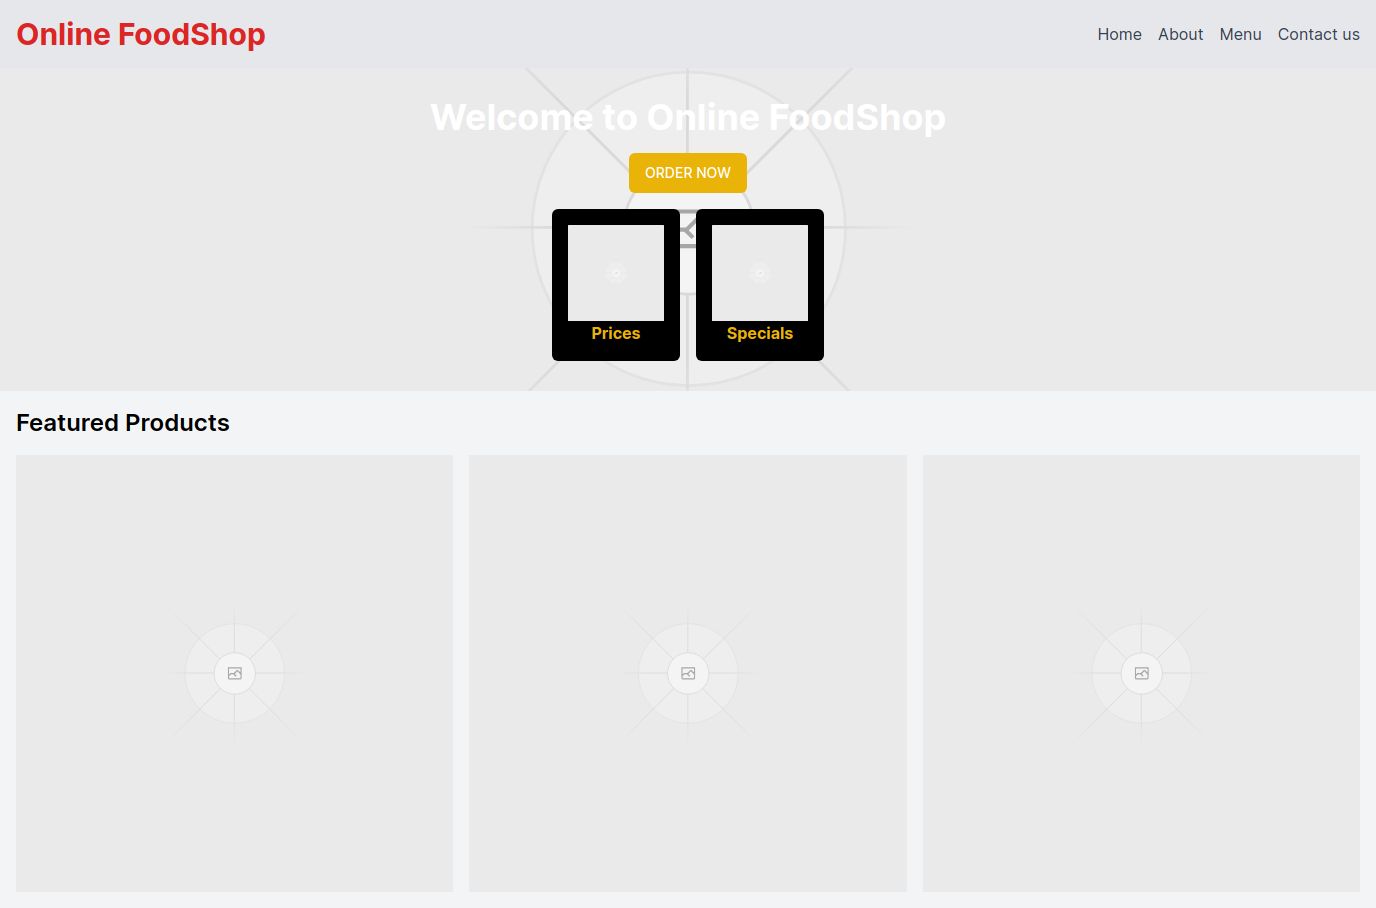 Online FoodShop
Home About Menu Contact us
Welcome to Online FoodShop
ORDER NOW
Prices
Specials
Featured Products